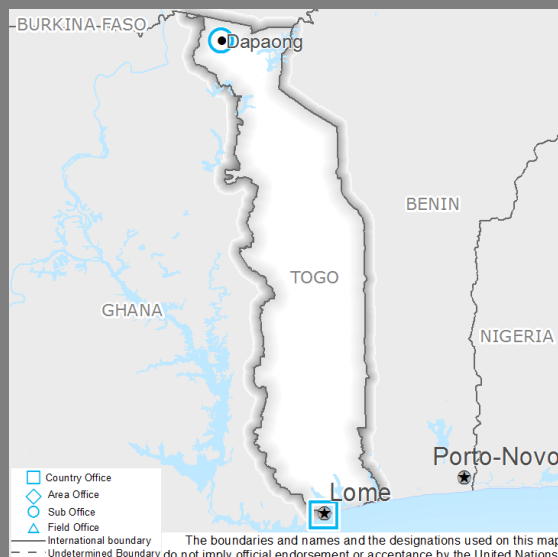 BURKINA-FASO
Dapaong
BENIN
TOGO
GHANA
NIGERIA
Porto-Novo
Lome
Country Office
Area Office
Sub Office
Field Office
International boundary
Undetermined Boundary
The boundaries and names and the designations used on this ma
do not imply official endorsement or acceptance by the United Nations